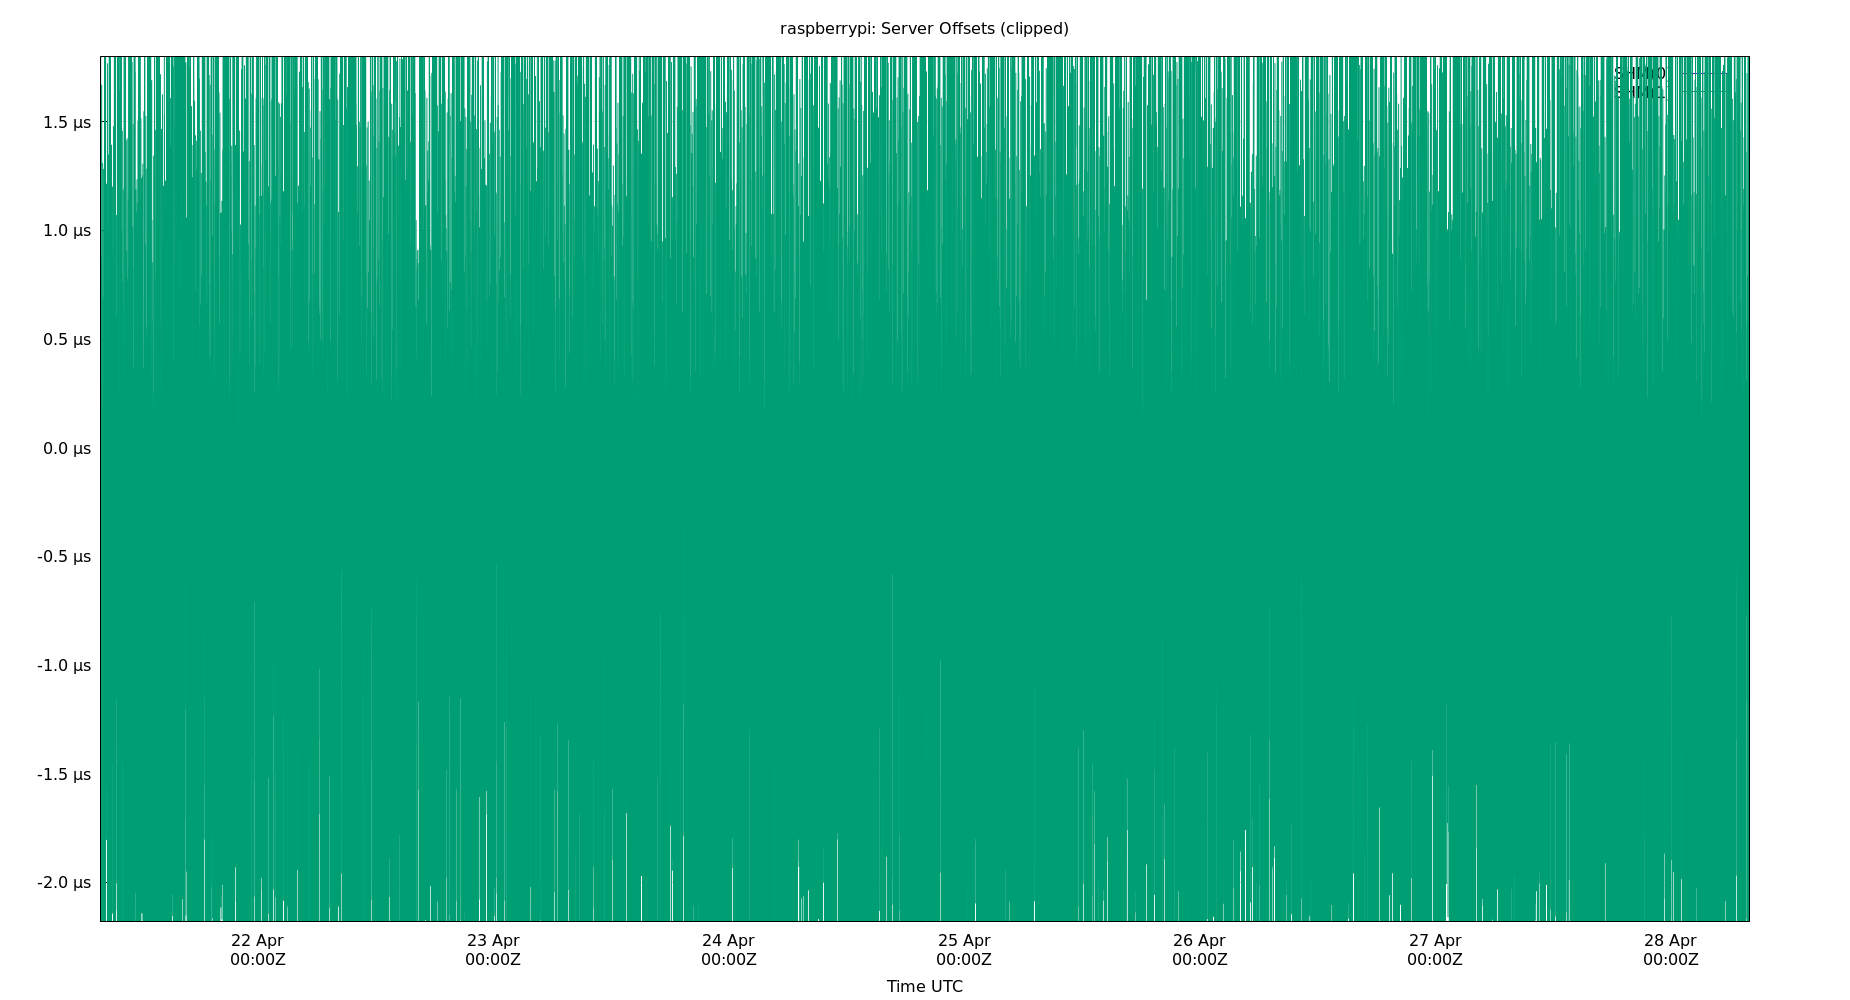 raspberrypi: Server Offsets (clipped)
1.5 µs
1.0 µs
0.5 µs
0.0 µs
-0.5 µs
-1.0 µs
-1.5 µs
-2.0 µs
22 Apr 23 Apr 24 Apr 25 Apr 26 Apr 27 Apr 28 Apr
00:00Z 00:00Z 00:00Z 00:00Z 00:00Z 00:00Z 00:00Z
Time UTC